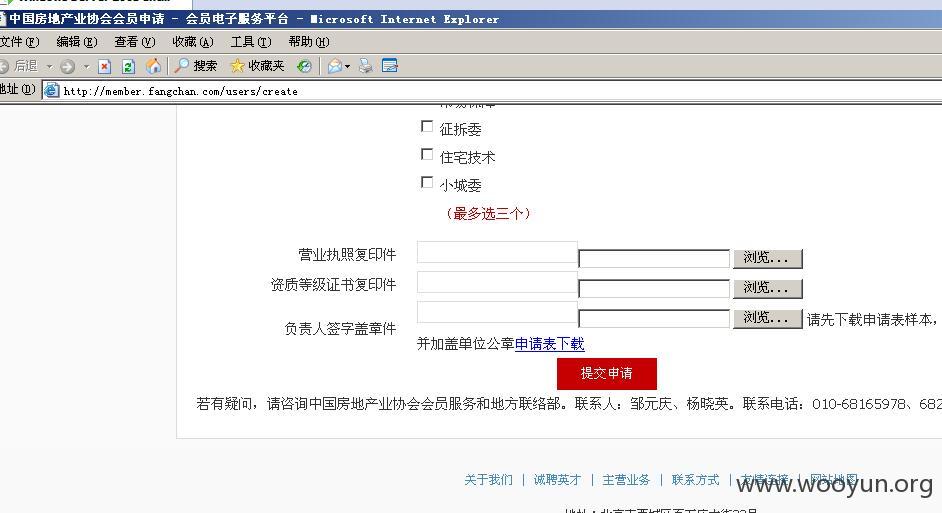 中国房地产业协会会员申请 - 会员电子服务平台 - Microsoft Internet Explorer
文件(F) 编辑(E) 查看(V) 收藏(A) 工具(T) 帮助(H)
后退 搜索 收藏夹
地址(D) http://member.fangchan.com/users/create
征拆委
住宅技术
小城委
(最多选三个)
营业执照复印件 浏览...
资质等级证书复印件 浏览...
负责人签字盖章件 浏览... 请先下载申请表样本,
并加盖单位公章申请表下载
提交申请
若有疑问, 请咨询中国房地产业协会会员服务和地方联络部。联系人: 邹元庆、杨晓英。联系电话: 010-68165978、682
关于我们 | 诚聘英才 | 主营业务 | 联系方式 | 友情连接 | 网站地图
www.wooyun.org